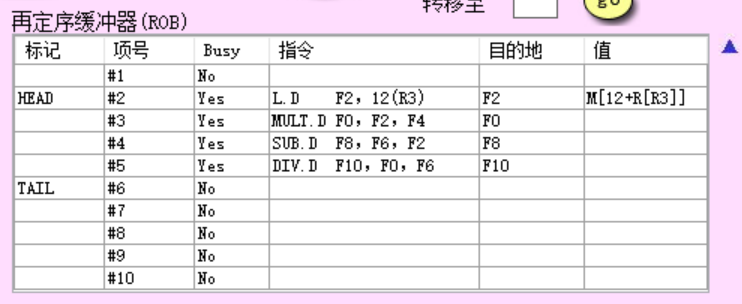 转移至
go
再定序缓冲器(ROB)
标记 项号 Busy 指令 目的地 值
#1 No
HEAD #2 Yes L.D F2, 12(R3) F2 M[12+R[R3]]
#3 Yes MULT.D F0, F2, F4 F0
#4 Yes SUB.D F8, F6, F2 F8
#5 Yes DIV.D F10, F0, F6 F10
TAIL #6 No
#7 No
#8 No
#9 No
#10 No